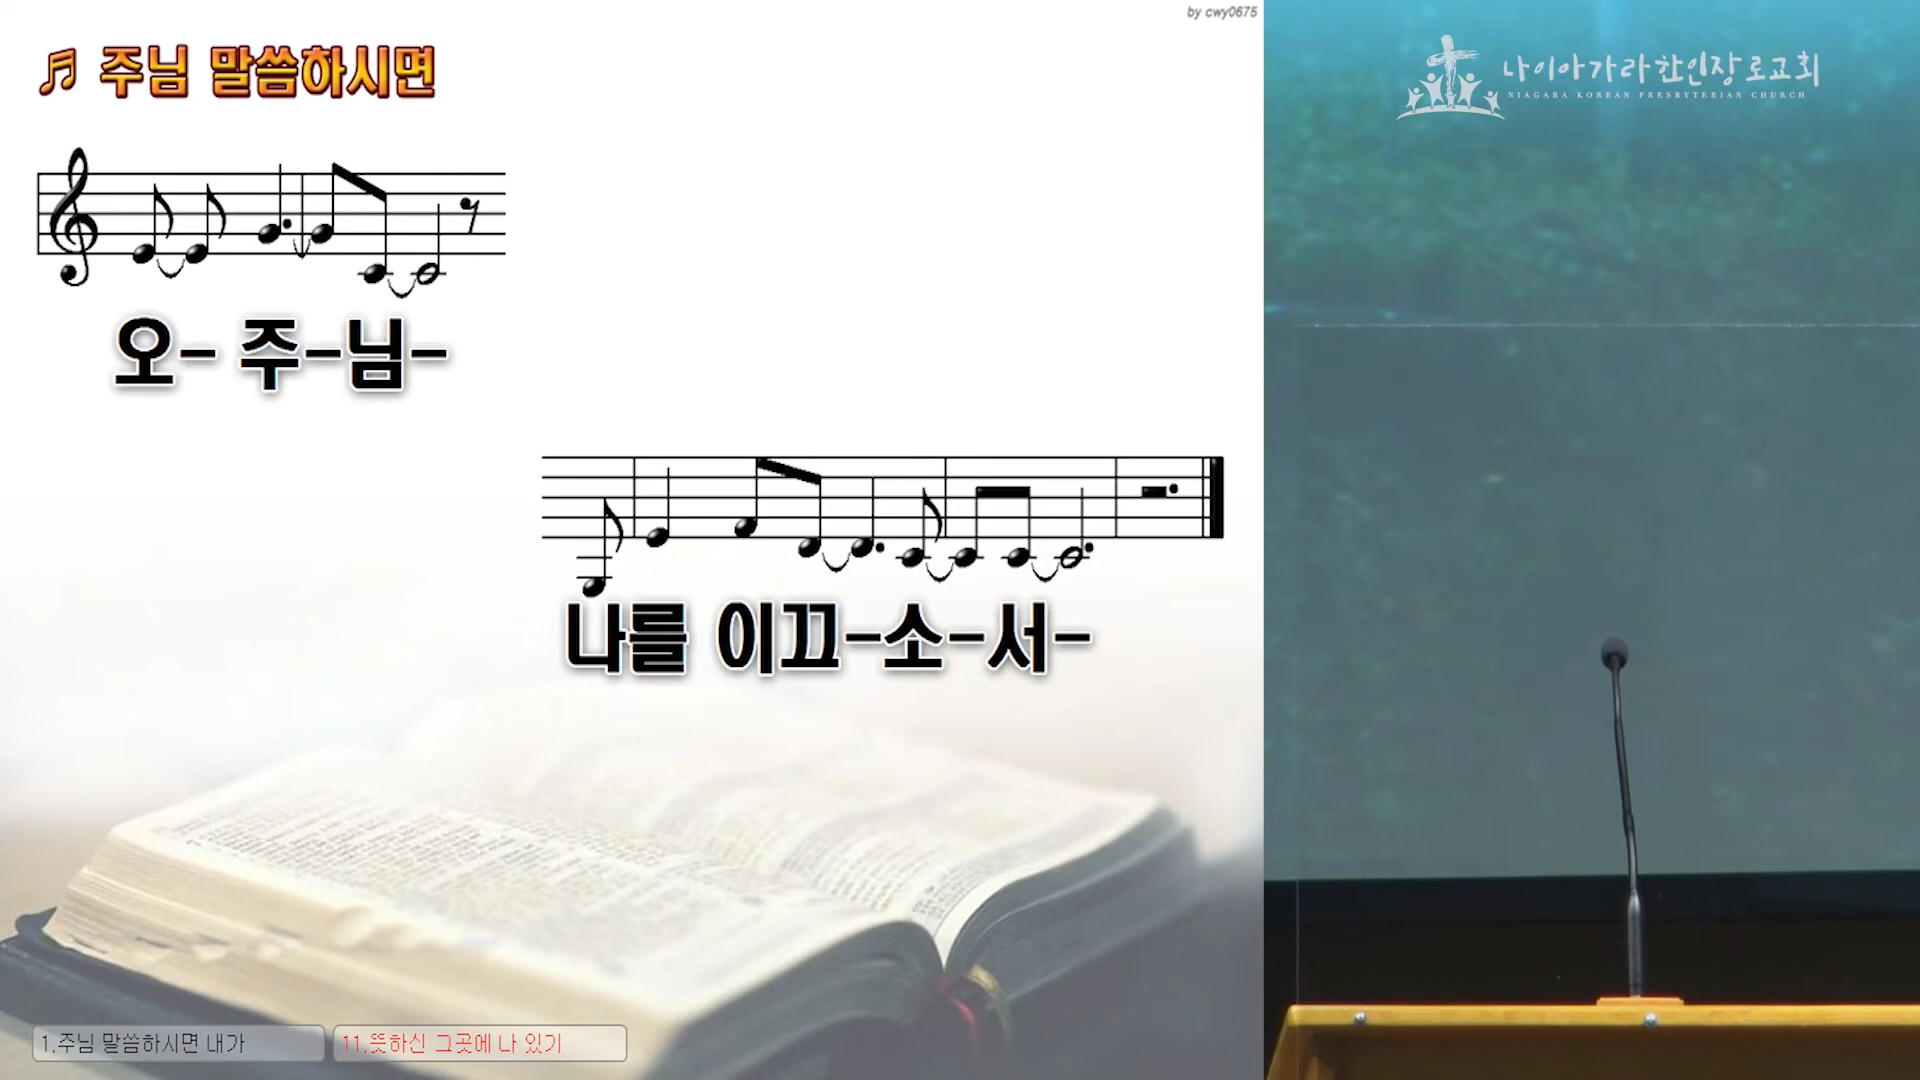 by cwy0675
♬ 주님 말씀하시면
나이아가라한인장로교회
NIAGARA KOREAN PRESBYTERIAN CHURCH
오- 주-님-
나를 이끄-소-서-
1.주님 말씀하시면 내가
11.뜻하신 그곳에 나 있기